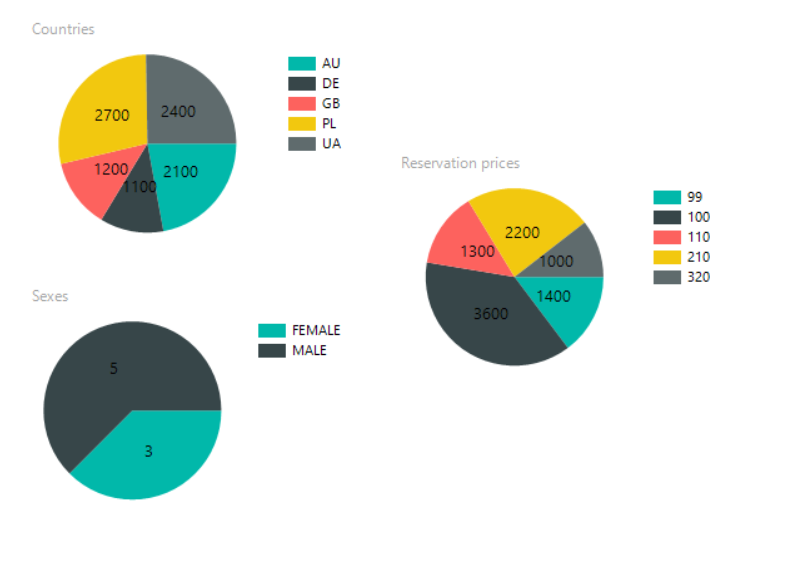 Countries
AU
DE
GB
PL
UA
2700
2400
1200
2100
1100
Reservation prices
99
100
110
210
320
2200
1300
1000
1400
3600
Sexes
FEMALE
MALE
5
3